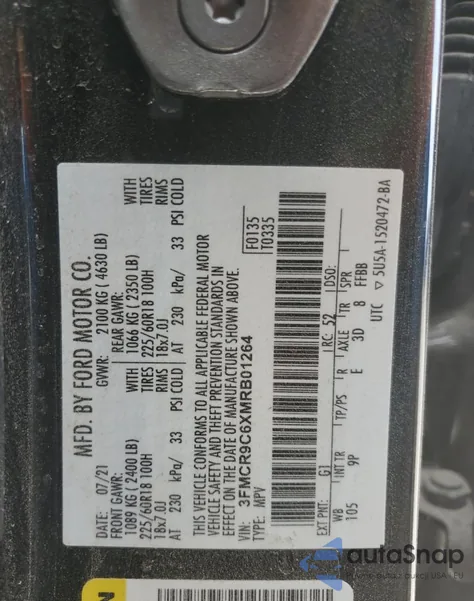 MFD. BY FORD MOTOR CO.
DATE: 07/21 GVWR: 2100 KG ( 4630 LB)
FRONT GAWR: REAR GAWR:
1089 KG ( 2400 LB) WITH 1066 KG ( 2350 LB) WITH
225/60R18 100H TIRES 225/60R18 100H TIRES
18x7.0J RIMS 18x7.0J RIMS
AT 230 kPa/ 33 PSI COLD AT 230 kPa/ 33 PSI COLD
THIS VEHICLE CONFORMS TO ALL APPLICABLE FEDERAL MOTOR
VEHICLE SAFETY AND THEFT PREVENTION STANDARDS IN
EFFECT ON THE DATE OF MANUFACTURE SHOWN ABOVE.
VIN: 3FMCR9C6XMRB01264 F0135
TYPE: MPV T0335
EXT PNT: G1 RC: 52 DSO:
WB INT TR TP/PS R AXLE TR SPR
105 9P E 3D 8 FFBB
UTC ▽ 5U5A-1520472-BA
N
autoSnap